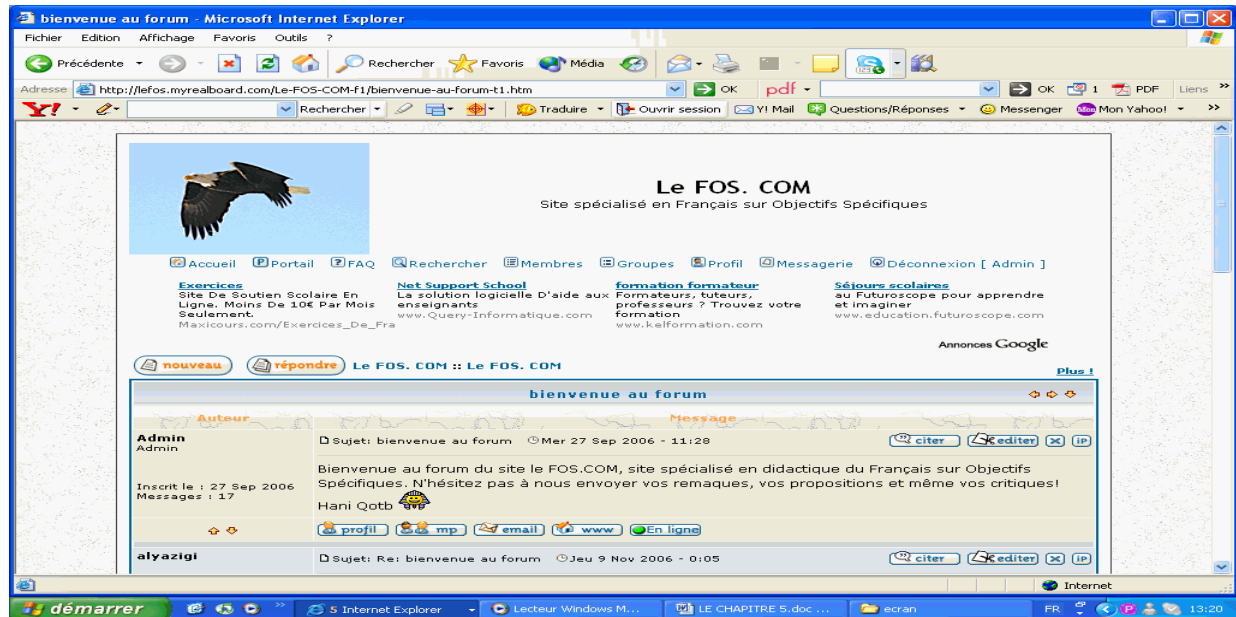 bienvenue au forum - Microsoft Internet Explorer
Fichier Edition Affichage Favoris Outils ?
Précédente Rechercher Favoris Média
Adresse http://lefos.myrealboard.com/Le-FOS-COM-f1/bienvenue-au-forum-t1.htm OK pdf OK 1 PDF Liens »
Y! Rechercher Traduire Ouvrir session Y! Mail Questions/Réponses Messenger Mon Yahoo! »
Le FOS. COM
Site spécialisé en Français sur Objectifs Spécifiques
Accueil Portail FAQ Rechercher Membres Groupes Profil Messagerie Déconnexion [ Admin ]
Exercices Net Support School formation formateur Séjours scolaires
Site De Soutien Scolaire En La solution logicielle D'aide aux Formateurs, tuteurs, au Futuroscope pour apprendre
Ligne. Moins De 10€ Par Mois enseignants professeurs ? Trouvez votre et imaginer
Seulement. www.Query-Informatique.com formation www.education.futuroscope.com
Maxicours.com/Exercices_De_Fra www.kelformation.com
Annonces Google
nouveau répondre Le FOS. COM :: Le FOS. COM
Plus !
bienvenue au forum
Auteur Message
Admin
Admin
Sujet: bienvenue au forum Mer 27 Sep 2006 - 11:28 citer editer X IP
Inscrit le : 27 Sep 2006
Messages : 17
Bienvenue au forum du site le FOS.COM, site spécialisé en didactique du Français sur Objectifs
Spécifiques. N'hésitez pas à nous envoyer vos remaques, vos propositions et même vos critiques!
Hani Qotb
profil mp email www En ligne
alyazigi Sujet: Re: bienvenue au forum Jeu 9 Nov 2006 - 0:05 citer editer X IP
Internet
démarrer » 5 Internet Explorer Lecteur Windows M... LE CHAPITRE 5.doc ... ecran FR 13:20